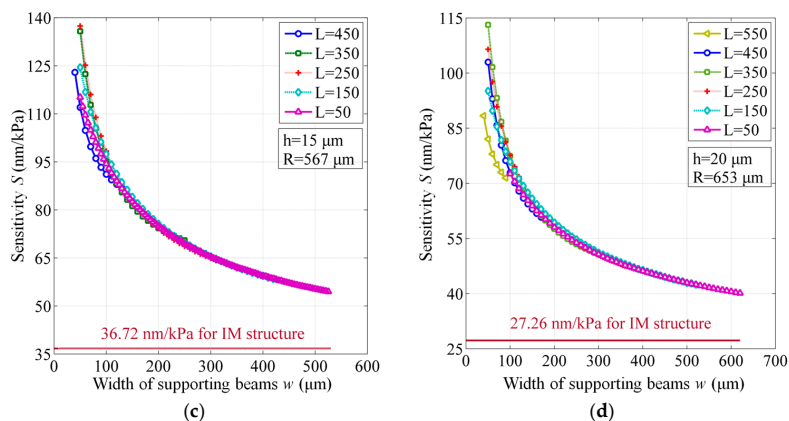 140
125
110
95
80
65
50
35
Sensitivity S (nm/kPa)
L=450
L=350
L=250
L=150
L=50
h=15 μm
R=567 μm
36.72 nm/kPa for IM structure
0 100 200 300 400 500 600
Width of supporting beams w (μm)
(c)
115
100
85
70
55
40
25
Sensitivity S (nm/kPa)
L=550
L=450
L=350
L=250
L=150
L=50
h=20 μm
R=653 μm
27.26 nm/kPa for IM structure
0 100 200 300 400 500 600 700
Width of supporting beams w (μm)
(d)